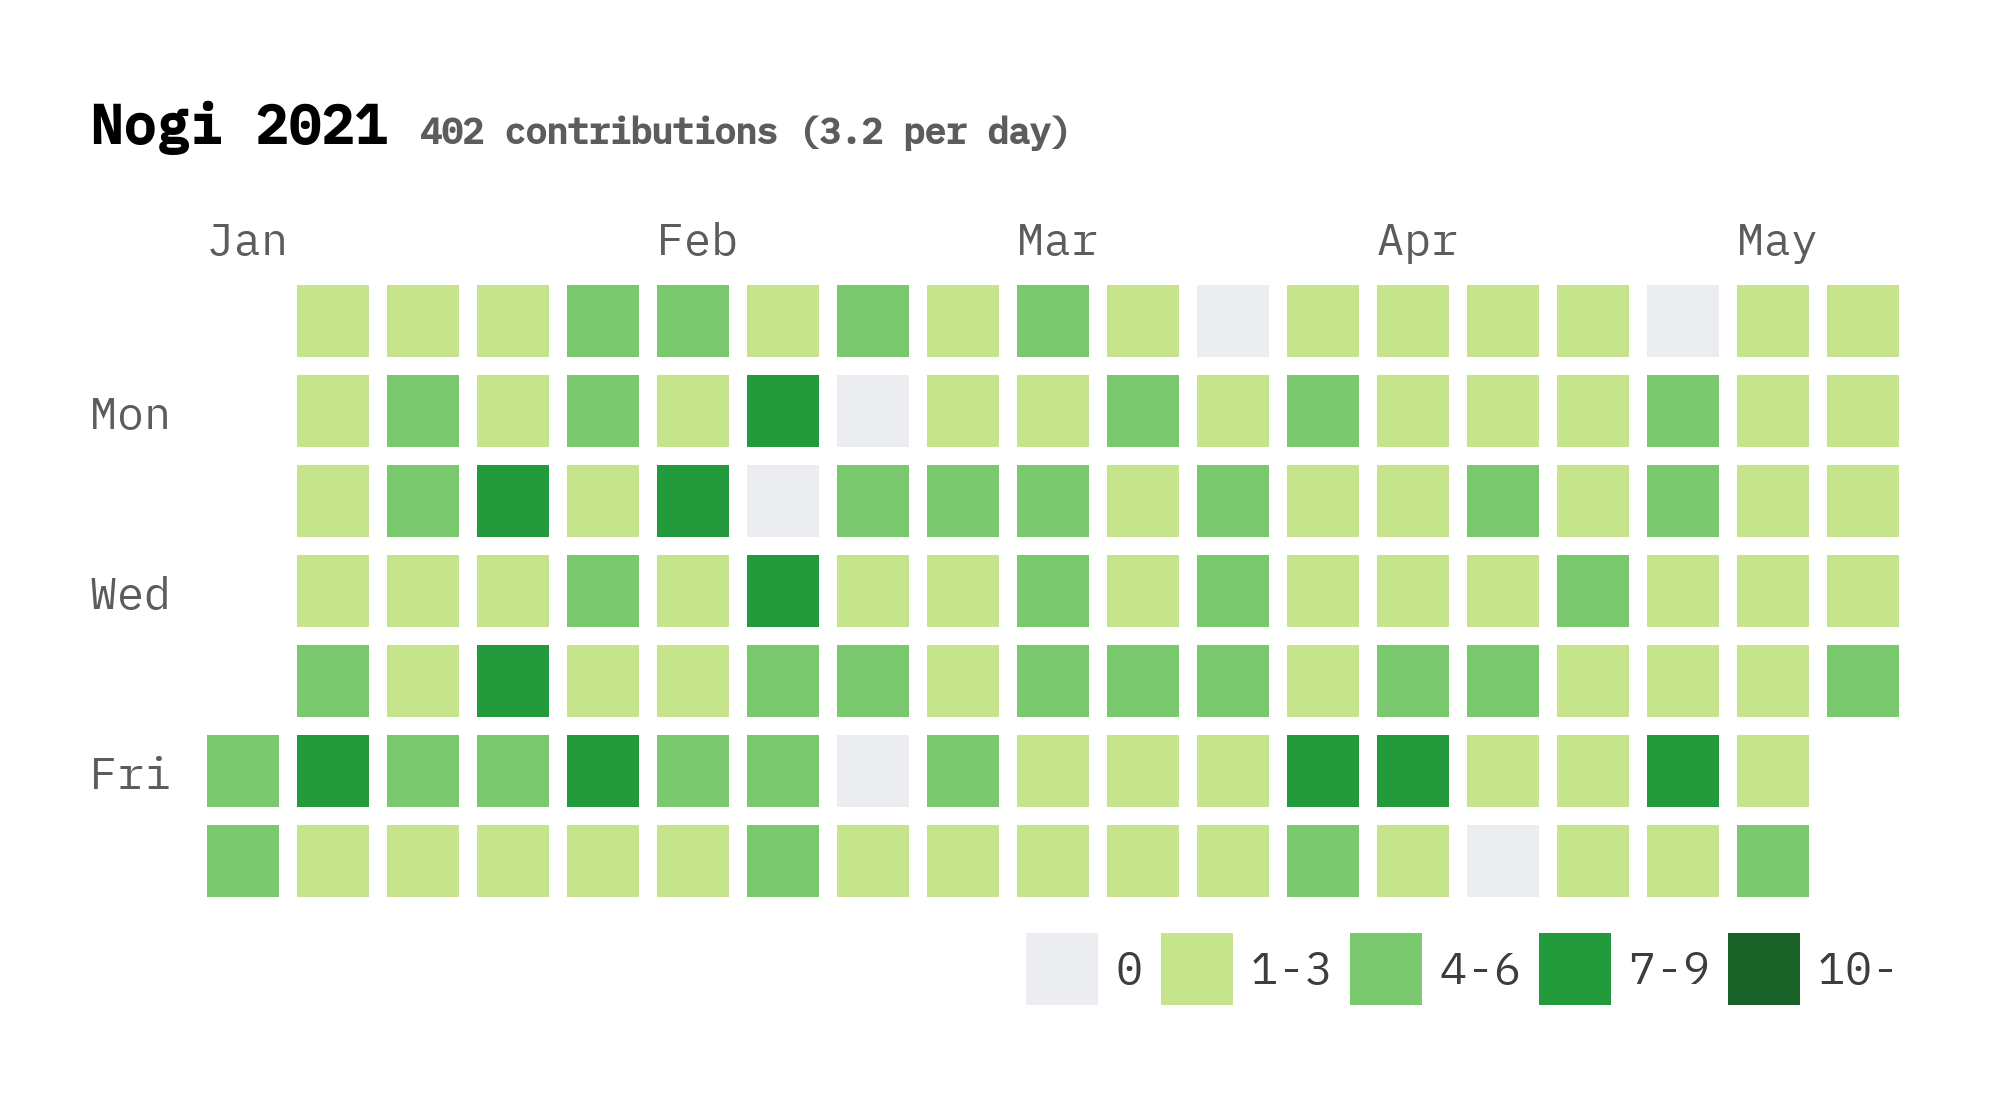 Nogi 2021 402 contributions (3.2 per day)
Jan Feb Mar Apr May
Mon
Wed
Fri
0 1-3 4-6 7-9 10-